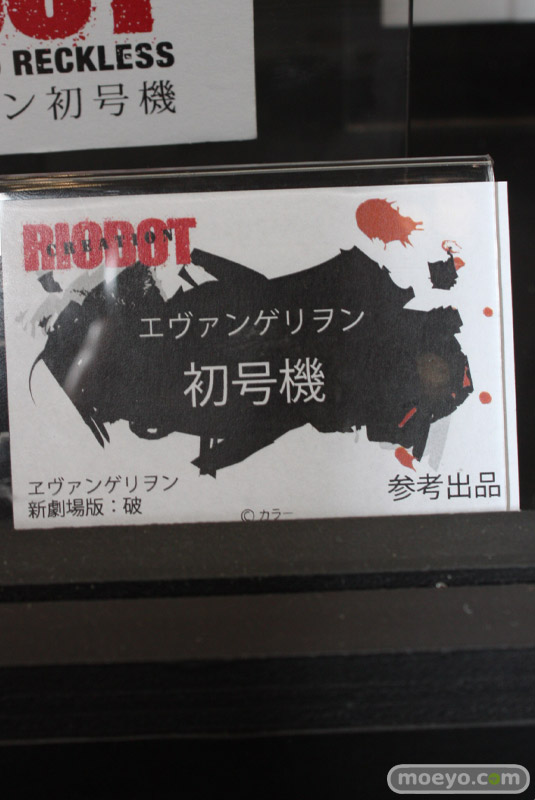 RECKLESS
ン初号機
RIOBOT
CREATION
エヴァンゲリヲン
初号機
ヱヴァンゲリヲン
新劇場版：破
参考出品
© カラー
moeyo.com